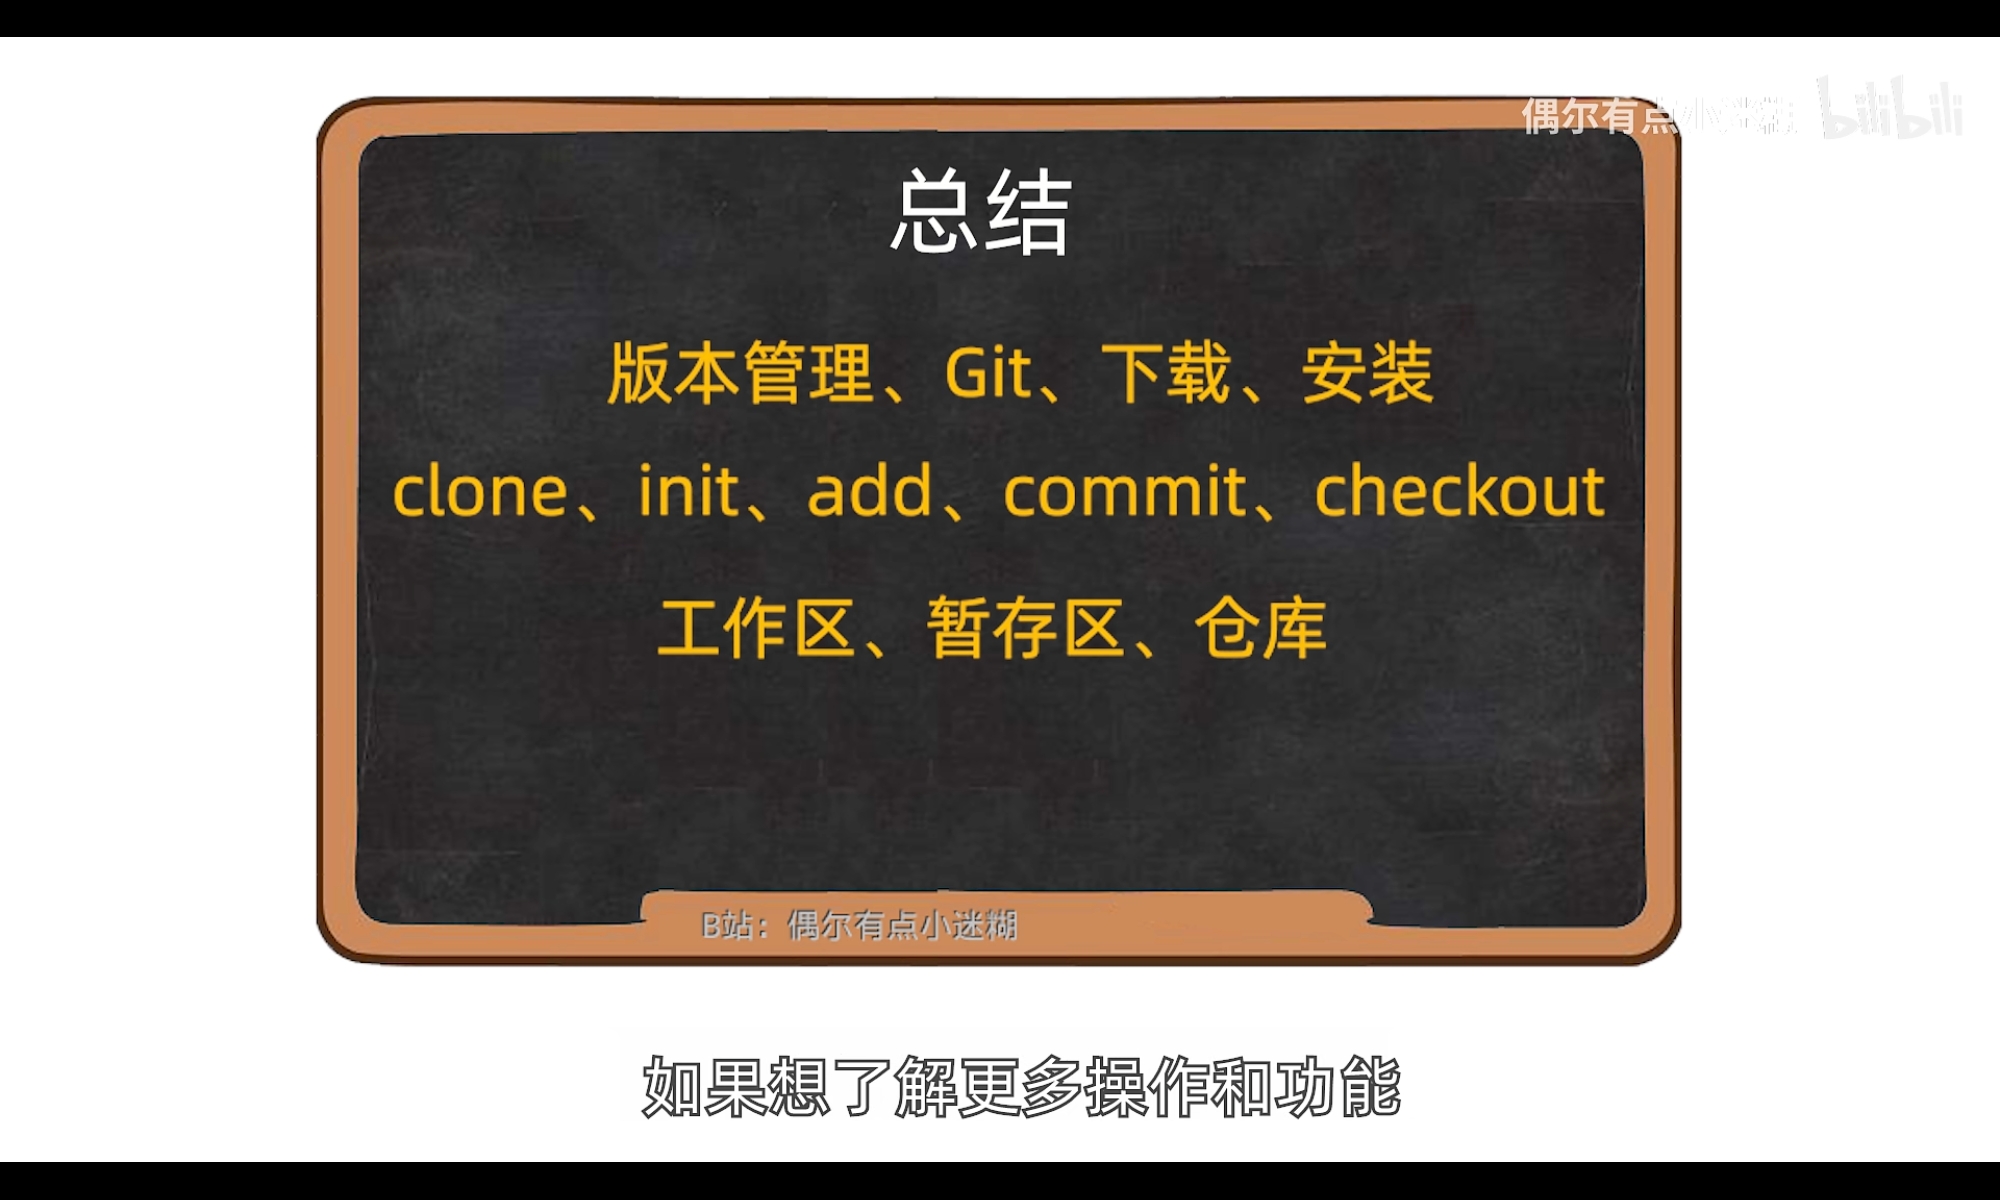 偶尔有点小迷糊 bilibili
总结
版本管理、Git、下载、安装
clone、init、add、commit、checkout
工作区、暂存区、仓库
B站：偶尔有点小迷糊
如果想了解更多操作和功能